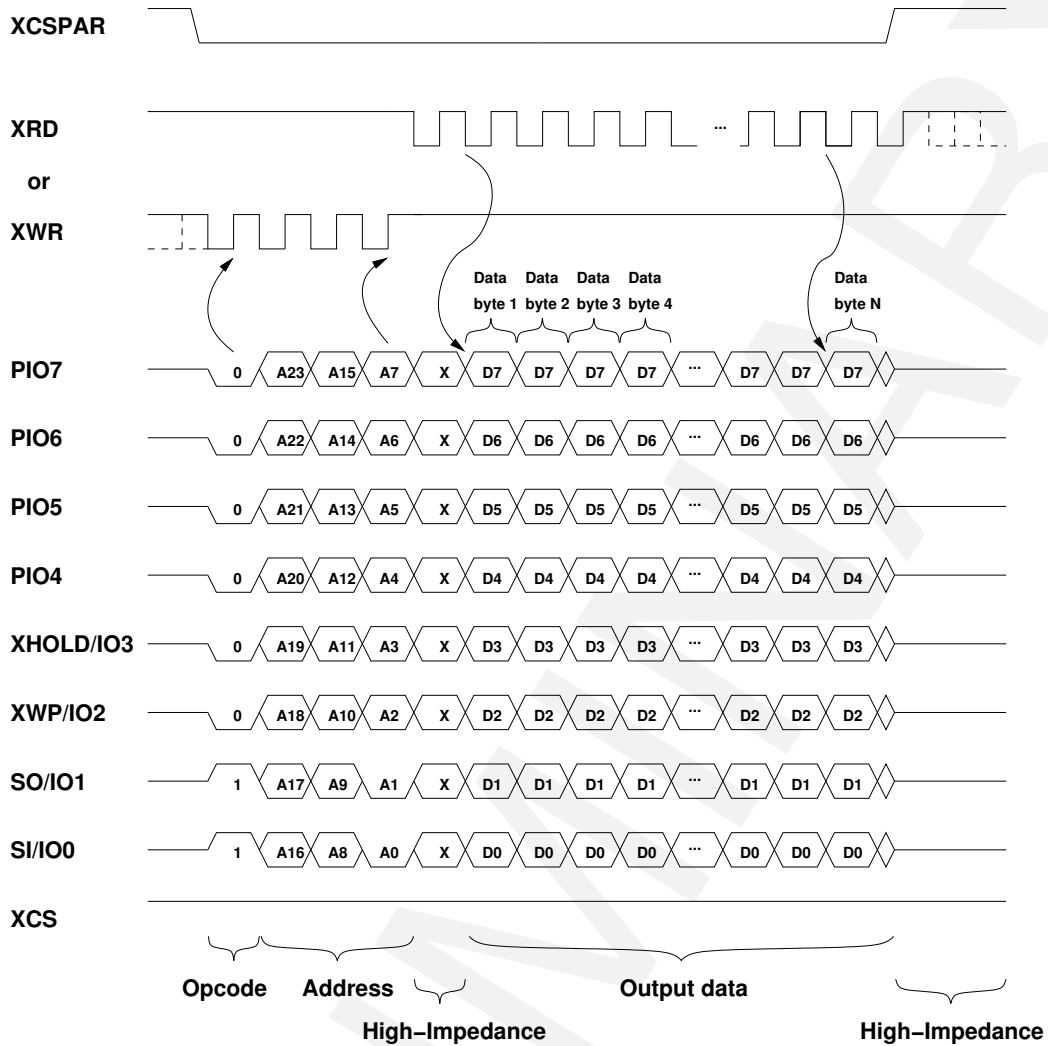 XCSPAR
XRD ...
or
XWR
Data Data Data Data Data
byte 1 byte 2 byte 3 byte 4 byte N
PIO7 0 A23 A15 A7 X D7 D7 D7 D7 ... D7 D7 D7
PIO6 0 A22 A14 A6 X D6 D6 D6 D6 ... D6 D6 D6
PIO5 0 A21 A13 A5 X D5 D5 D5 D5 ... D5 D5 D5
PIO4 0 A20 A12 A4 X D4 D4 D4 D4 ... D4 D4 D4
XHOLD/IO3 0 A19 A11 A3 X D3 D3 D3 D3 ... D3 D3 D3
XWP/IO2 0 A18 A10 A2 X D2 D2 D2 D2 ... D2 D2 D2
SO/IO1 1 A17 A9 A1 X D1 D1 D1 D1 ... D1 D1 D1
SI/IO0 1 A16 A8 A0 X D0 D0 D0 D0 ... D0 D0 D0
XCS
Opcode Address Output data
High−Impedance High−Impedance